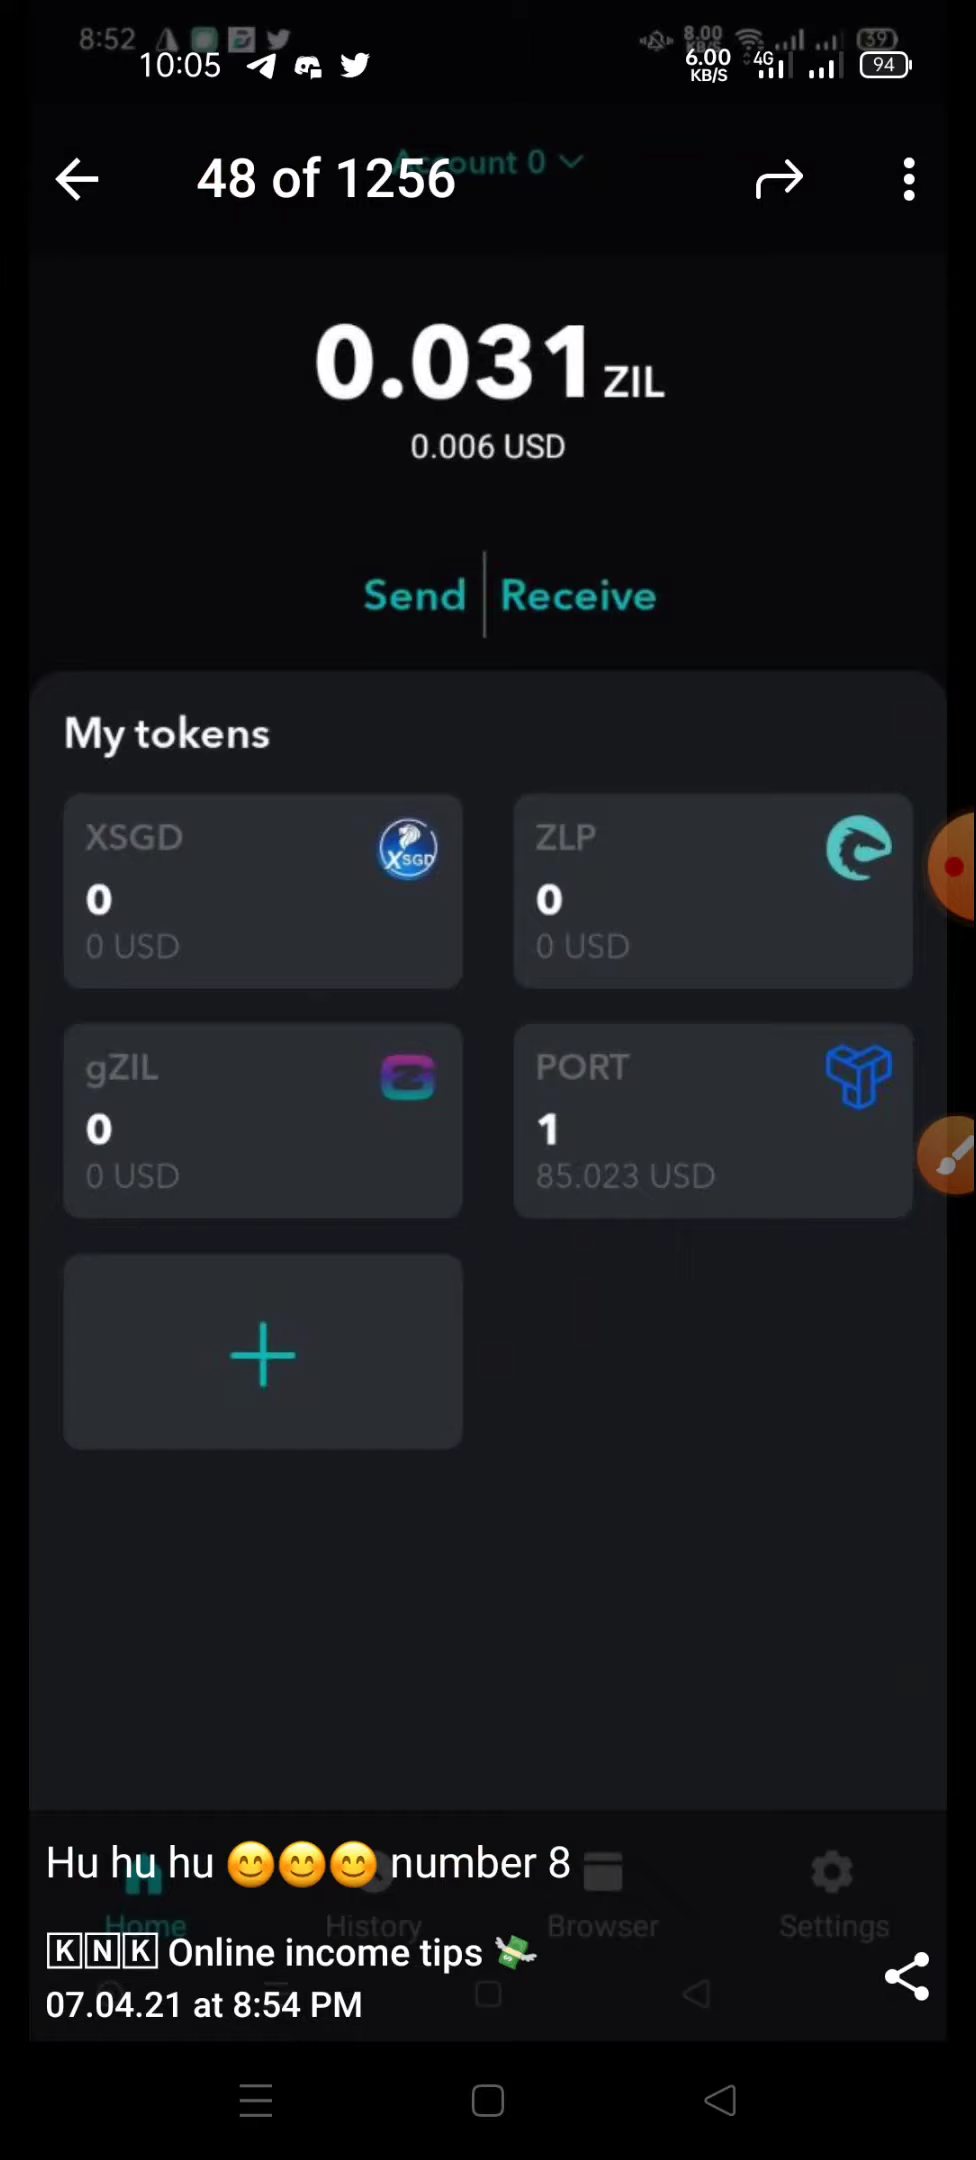 8:52
8.00
KB/S
39
10:05
6.00
KB/S
4G
94
Account 0
48 of 1256
0.031 ZIL
0.006 USD
Send Receive
My tokens
XSGD
XSGD
0
0 USD
ZLP
0
0 USD
gZIL
0
0 USD
PORT
1
85.023 USD
Hu hu hu 😊😊😊 number 8
Home History Browser Settings
🄺🄽🄺 Online income tips 💸
07.04.21 at 8:54 PM